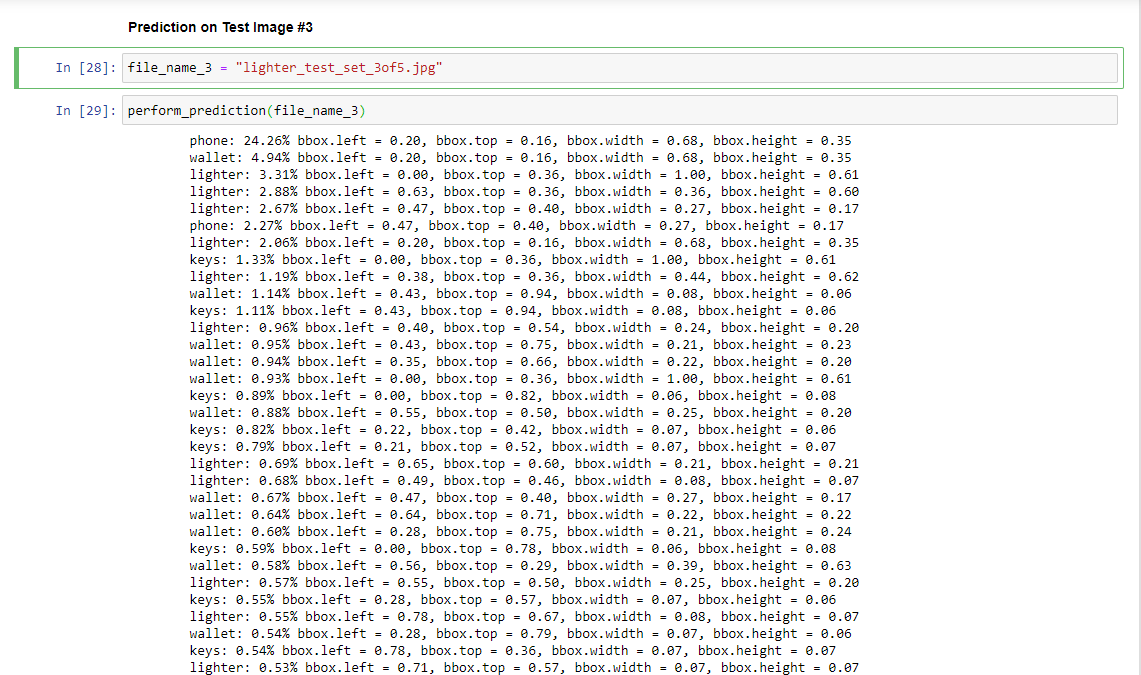 Prediction on Test Image #3
In [28]: file_name_3 = "lighter_test_set_3of5.jpg"
In [29]: perform_prediction(file_name_3)
phone: 24.26% bbox.left = 0.20, bbox.top = 0.16, bbox.width = 0.68, bbox.height = 0.35
wallet: 4.94% bbox.left = 0.20, bbox.top = 0.16, bbox.width = 0.68, bbox.height = 0.35
lighter: 3.31% bbox.left = 0.00, bbox.top = 0.36, bbox.width = 1.00, bbox.height = 0.61
lighter: 2.88% bbox.left = 0.63, bbox.top = 0.36, bbox.width = 0.36, bbox.height = 0.60
lighter: 2.67% bbox.left = 0.47, bbox.top = 0.40, bbox.width = 0.27, bbox.height = 0.17
phone: 2.27% bbox.left = 0.47, bbox.top = 0.40, bbox.width = 0.27, bbox.height = 0.17
lighter: 2.06% bbox.left = 0.20, bbox.top = 0.16, bbox.width = 0.68, bbox.height = 0.35
keys: 1.33% bbox.left = 0.00, bbox.top = 0.36, bbox.width = 1.00, bbox.height = 0.61
lighter: 1.19% bbox.left = 0.38, bbox.top = 0.36, bbox.width = 0.44, bbox.height = 0.62
wallet: 1.14% bbox.left = 0.43, bbox.top = 0.94, bbox.width = 0.08, bbox.height = 0.06
keys: 1.11% bbox.left = 0.43, bbox.top = 0.94, bbox.width = 0.08, bbox.height = 0.06
lighter: 0.96% bbox.left = 0.40, bbox.top = 0.54, bbox.width = 0.24, bbox.height = 0.20
wallet: 0.95% bbox.left = 0.43, bbox.top = 0.75, bbox.width = 0.21, bbox.height = 0.23
wallet: 0.94% bbox.left = 0.35, bbox.top = 0.66, bbox.width = 0.22, bbox.height = 0.20
wallet: 0.93% bbox.left = 0.00, bbox.top = 0.36, bbox.width = 1.00, bbox.height = 0.61
keys: 0.89% bbox.left = 0.00, bbox.top = 0.82, bbox.width = 0.06, bbox.height = 0.08
wallet: 0.88% bbox.left = 0.55, bbox.top = 0.50, bbox.width = 0.25, bbox.height = 0.20
keys: 0.82% bbox.left = 0.22, bbox.top = 0.42, bbox.width = 0.07, bbox.height = 0.06
keys: 0.79% bbox.left = 0.21, bbox.top = 0.52, bbox.width = 0.07, bbox.height = 0.07
lighter: 0.69% bbox.left = 0.65, bbox.top = 0.60, bbox.width = 0.21, bbox.height = 0.21
lighter: 0.68% bbox.left = 0.49, bbox.top = 0.46, bbox.width = 0.08, bbox.height = 0.07
wallet: 0.67% bbox.left = 0.47, bbox.top = 0.40, bbox.width = 0.27, bbox.height = 0.17
wallet: 0.64% bbox.left = 0.64, bbox.top = 0.71, bbox.width = 0.22, bbox.height = 0.22
wallet: 0.60% bbox.left = 0.28, bbox.top = 0.75, bbox.width = 0.21, bbox.height = 0.24
keys: 0.59% bbox.left = 0.00, bbox.top = 0.78, bbox.width = 0.06, bbox.height = 0.08
wallet: 0.58% bbox.left = 0.56, bbox.top = 0.29, bbox.width = 0.39, bbox.height = 0.63
lighter: 0.57% bbox.left = 0.55, bbox.top = 0.50, bbox.width = 0.25, bbox.height = 0.20
keys: 0.55% bbox.left = 0.28, bbox.top = 0.57, bbox.width = 0.07, bbox.height = 0.06
lighter: 0.55% bbox.left = 0.78, bbox.top = 0.67, bbox.width = 0.08, bbox.height = 0.07
wallet: 0.54% bbox.left = 0.28, bbox.top = 0.79, bbox.width = 0.07, bbox.height = 0.06
keys: 0.54% bbox.left = 0.78, bbox.top = 0.36, bbox.width = 0.07, bbox.height = 0.07
lighter: 0.53% bbox.left = 0.71, bbox.top = 0.57, bbox.width = 0.07, bbox.height = 0.07